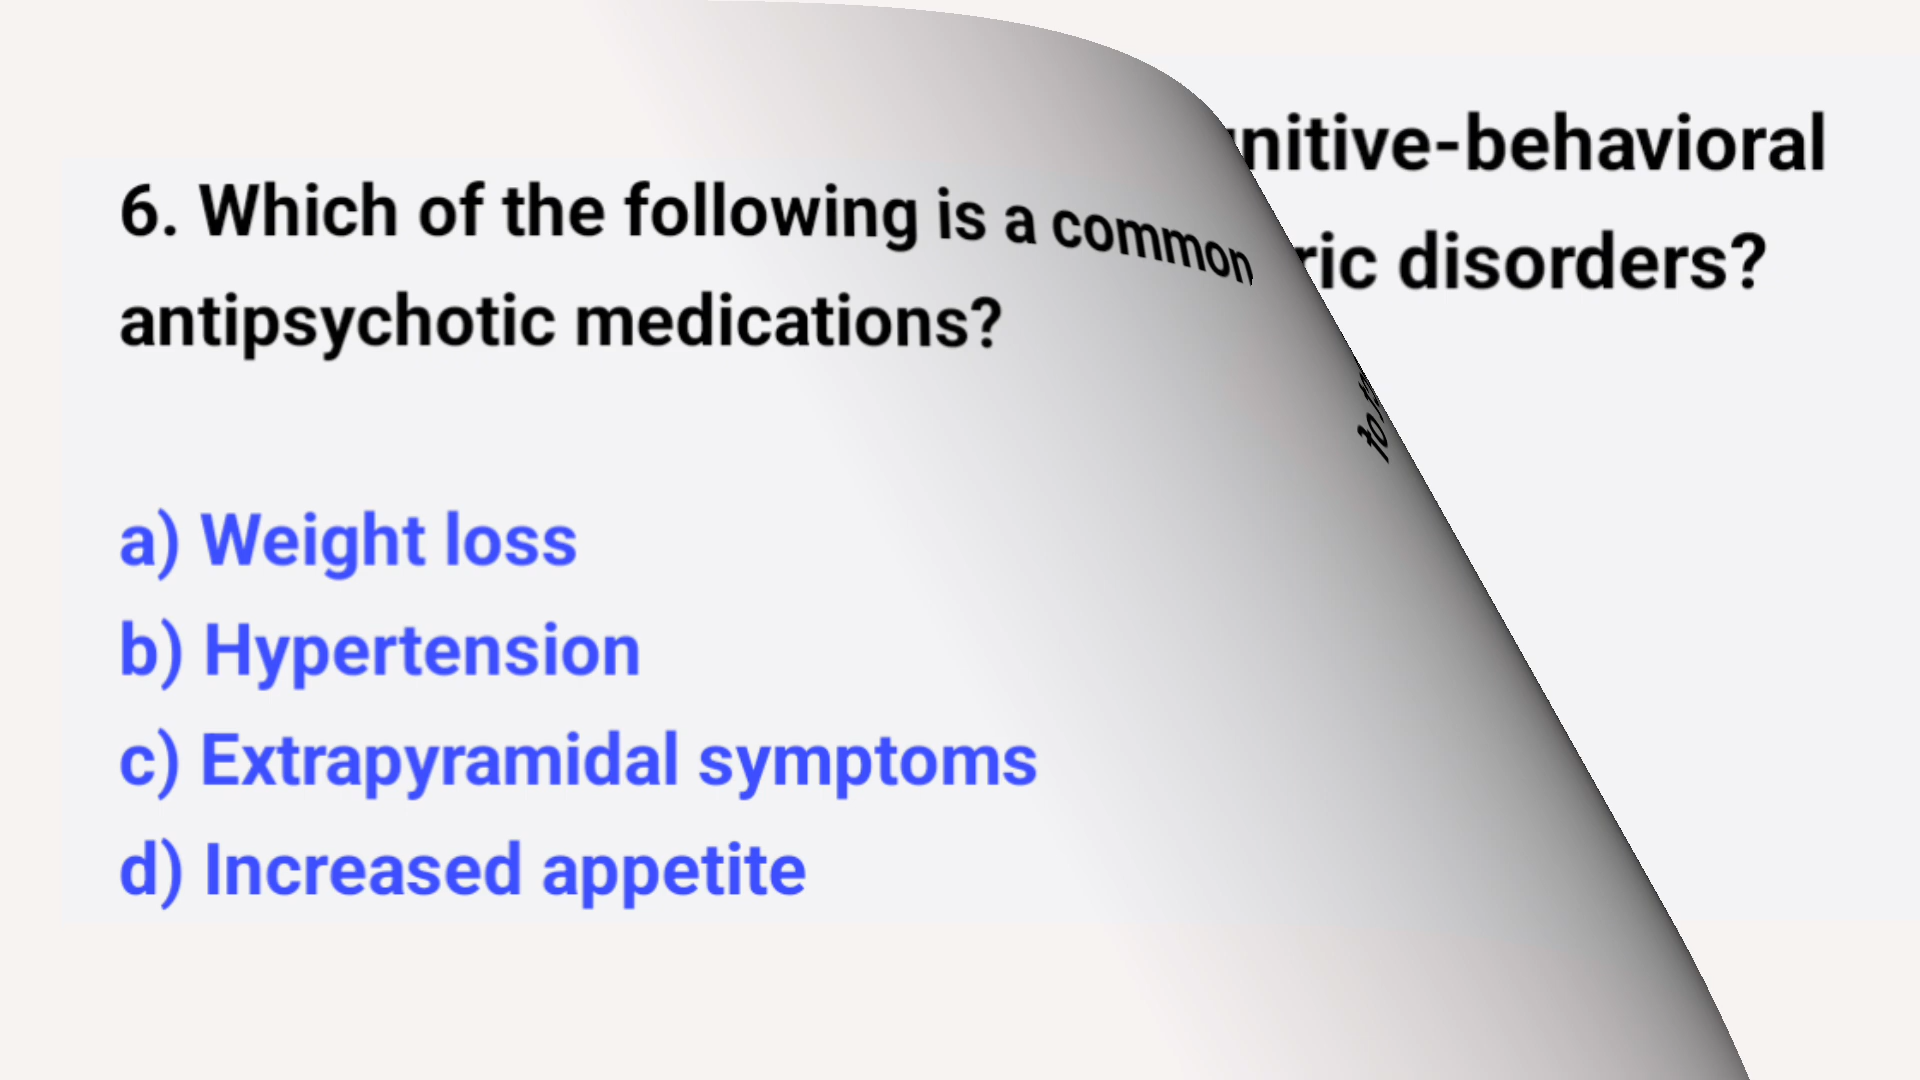 6. Which of the following is a common
antipsychotic medications?
a) Weight loss
b) Hypertension
c) Extrapyramidal symptoms
d) Increased appetite
nitive-behavioral
ric disorders?